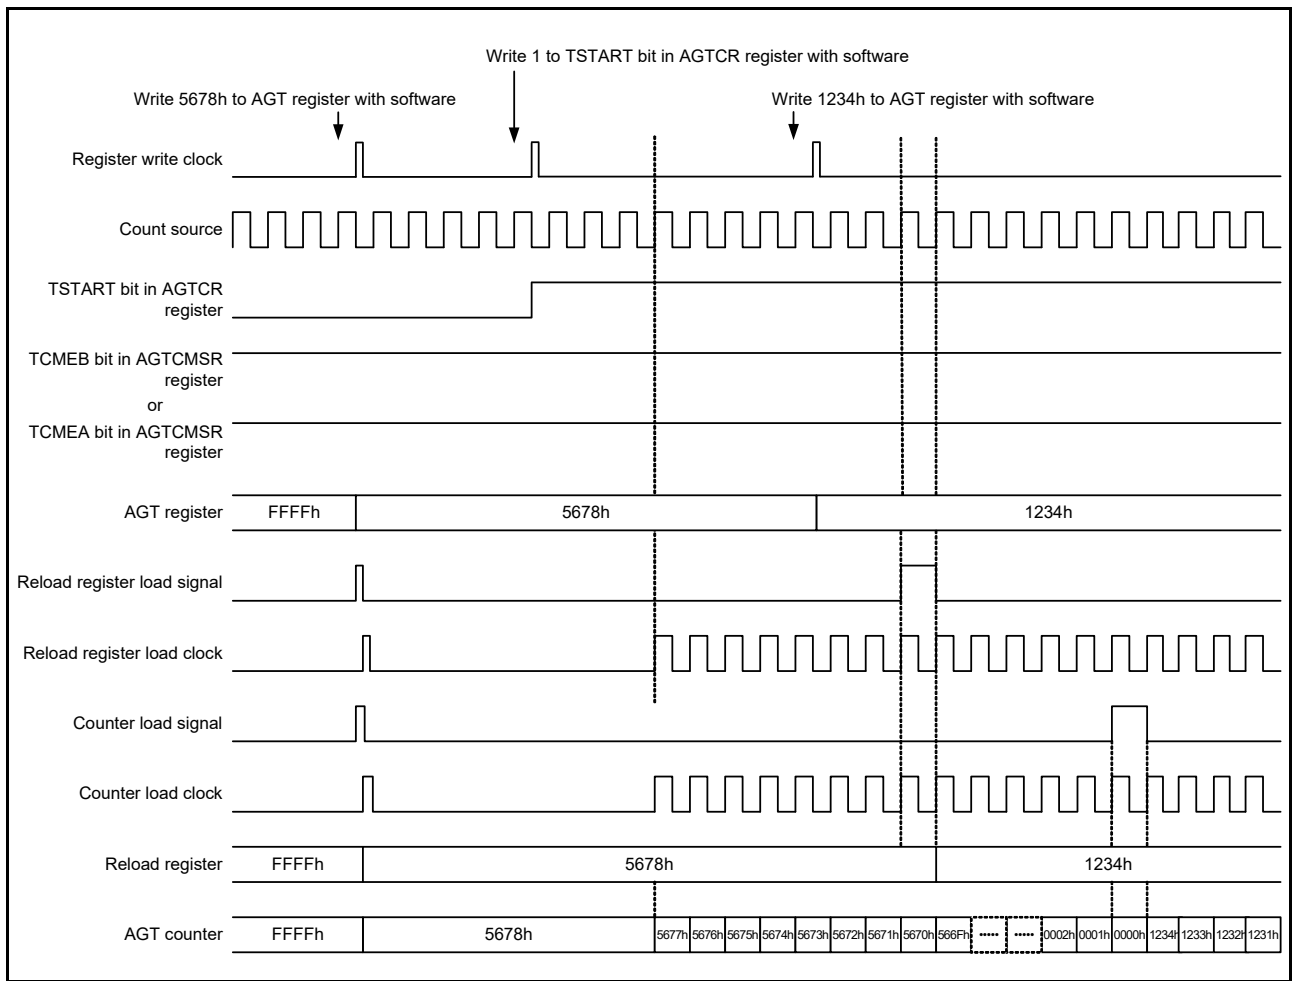 Write 1 to TSTART bit in AGTCR register with software
Write 5678h to AGT register with software
Write 1234h to AGT register with software
Register write clock
Count source
TSTART bit in AGTCR
register
TCMEB bit in AGTCMSR
register
or
TCMEA bit in AGTCMSR
register
AGT register
FFFFh
5678h
1234h
Reload register load signal
Reload register load clock
Counter load signal
Counter load clock
Reload register
FFFFh
5678h
1234h
AGT counter
FFFFh
5678h
5677h
5676h
5675h
5674h
5673h
5672h
5671h
5670h
566Fh
.....
.....
0002h
0001h
0000h
1234h
1233h
1232h
1231h